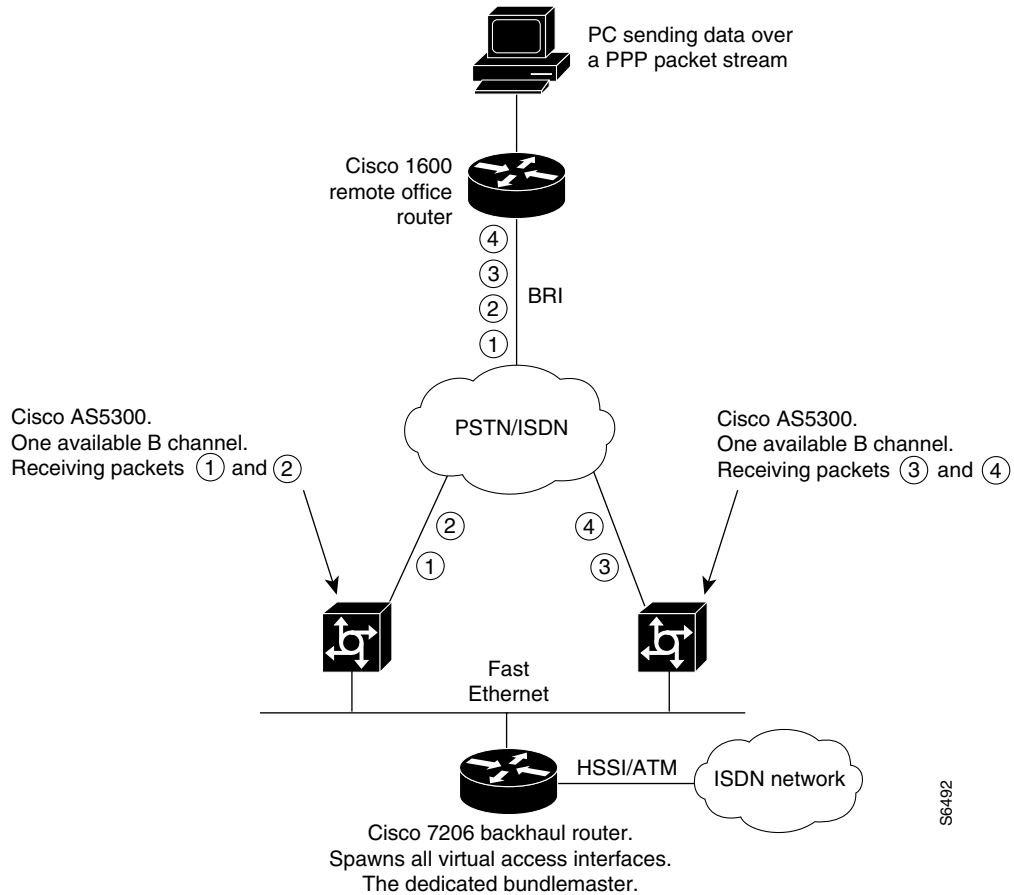 PC sending data over
a PPP packet stream
Cisco 1600
remote office
router
4
3
BRI
2
1
PSTN/ISDN
Cisco AS5300.
One available B channel.
Receiving packets 1 and 2
Cisco AS5300.
One available B channel.
Receiving packets 3 and 4
2
1
4
3
Fast
Ethernet
HSSI/ATM
ISDN network
Cisco 7206 backhaul router.
Spawns all virtual access interfaces.
The dedicated bundlemaster.
S6492